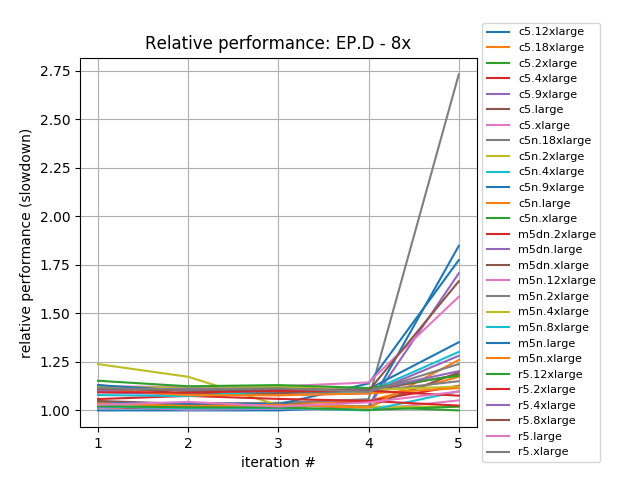 Relative performance: EP.D - 8x
2.75
2.50
2.25
2.00
1.75
1.50
1.25
1.00
relative performance (slowdown)
1 2 3 4 5
iteration #
c5.12xlarge
c5.18xlarge
c5.2xlarge
c5.4xlarge
c5.9xlarge
c5.large
c5.xlarge
c5n.18xlarge
c5n.2xlarge
c5n.4xlarge
c5n.9xlarge
c5n.large
c5n.xlarge
m5dn.2xlarge
m5dn.large
m5dn.xlarge
m5n.12xlarge
m5n.2xlarge
m5n.4xlarge
m5n.8xlarge
m5n.large
m5n.xlarge
r5.12xlarge
r5.2xlarge
r5.4xlarge
r5.8xlarge
r5.large
r5.xlarge